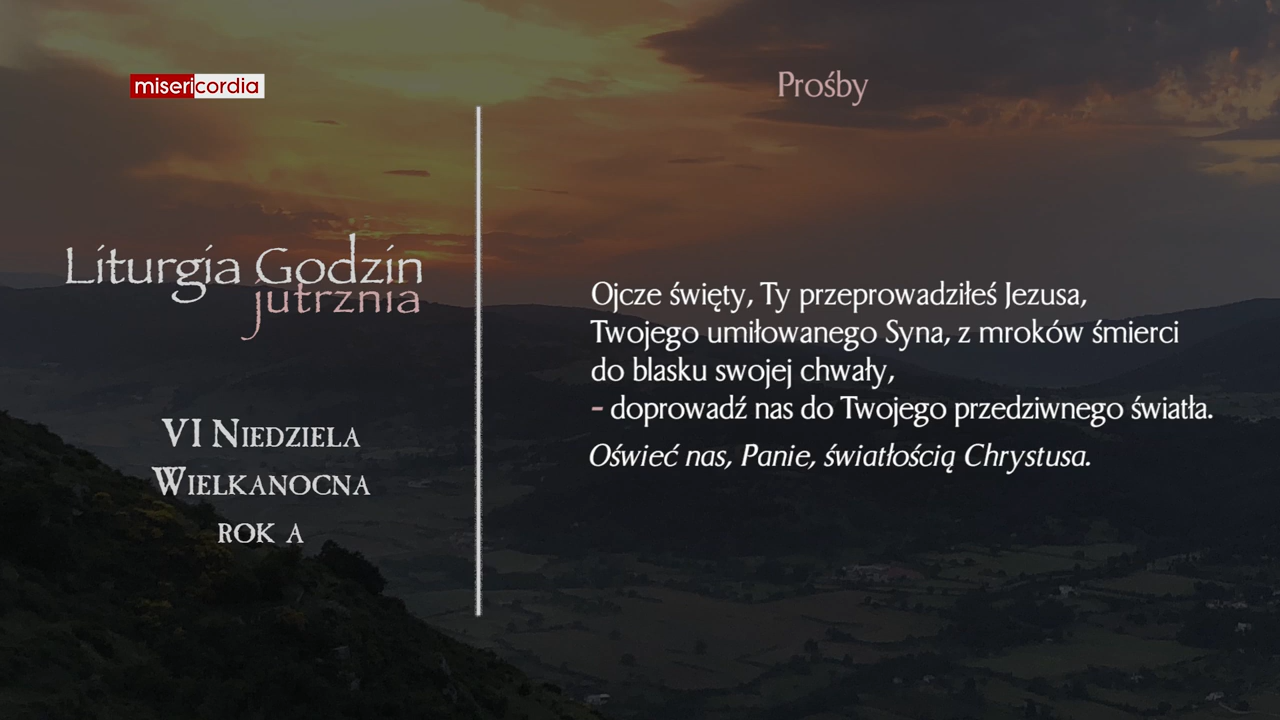 misericordia
Liturgia Godzin
jutrznia
VI Niedziela
Wielkanocna
rok A
Prośby
Ojcze święty, Ty przeprowadziłeś Jezusa,
Twojego umiłowanego Syna, z mroków śmierci
do blasku swojej chwały,
- doprowadź nas do Twojego przedziwnego światła.
Oświeć nas, Panie, światłością Chrystusa.